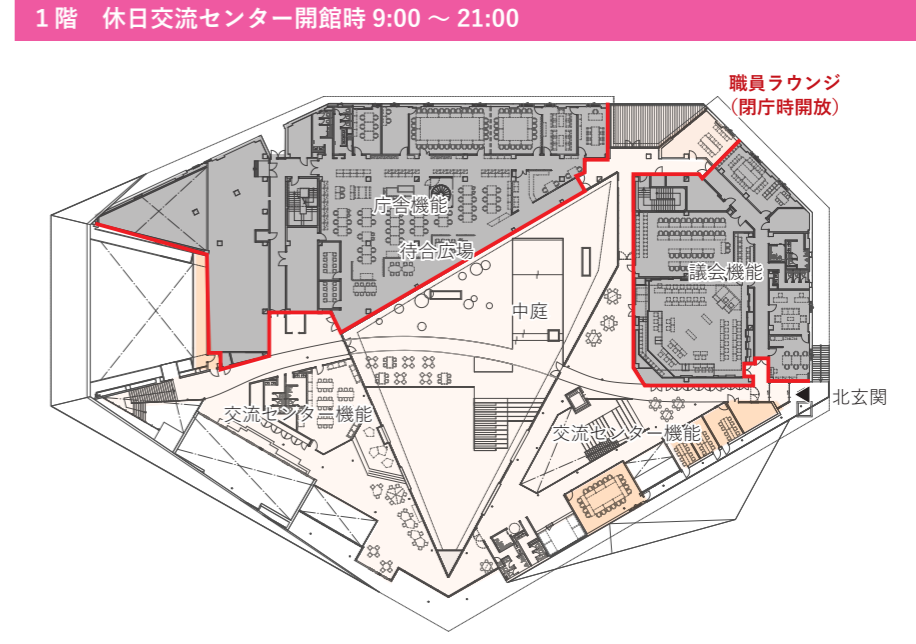 1階 休日交流センター開館時 9:00 ～ 21:00
職員ラウンジ
（閉庁時開放）
庁舎機能
待合広場
議会機能
中庭
北玄関
交流センター機能
交流センター機能